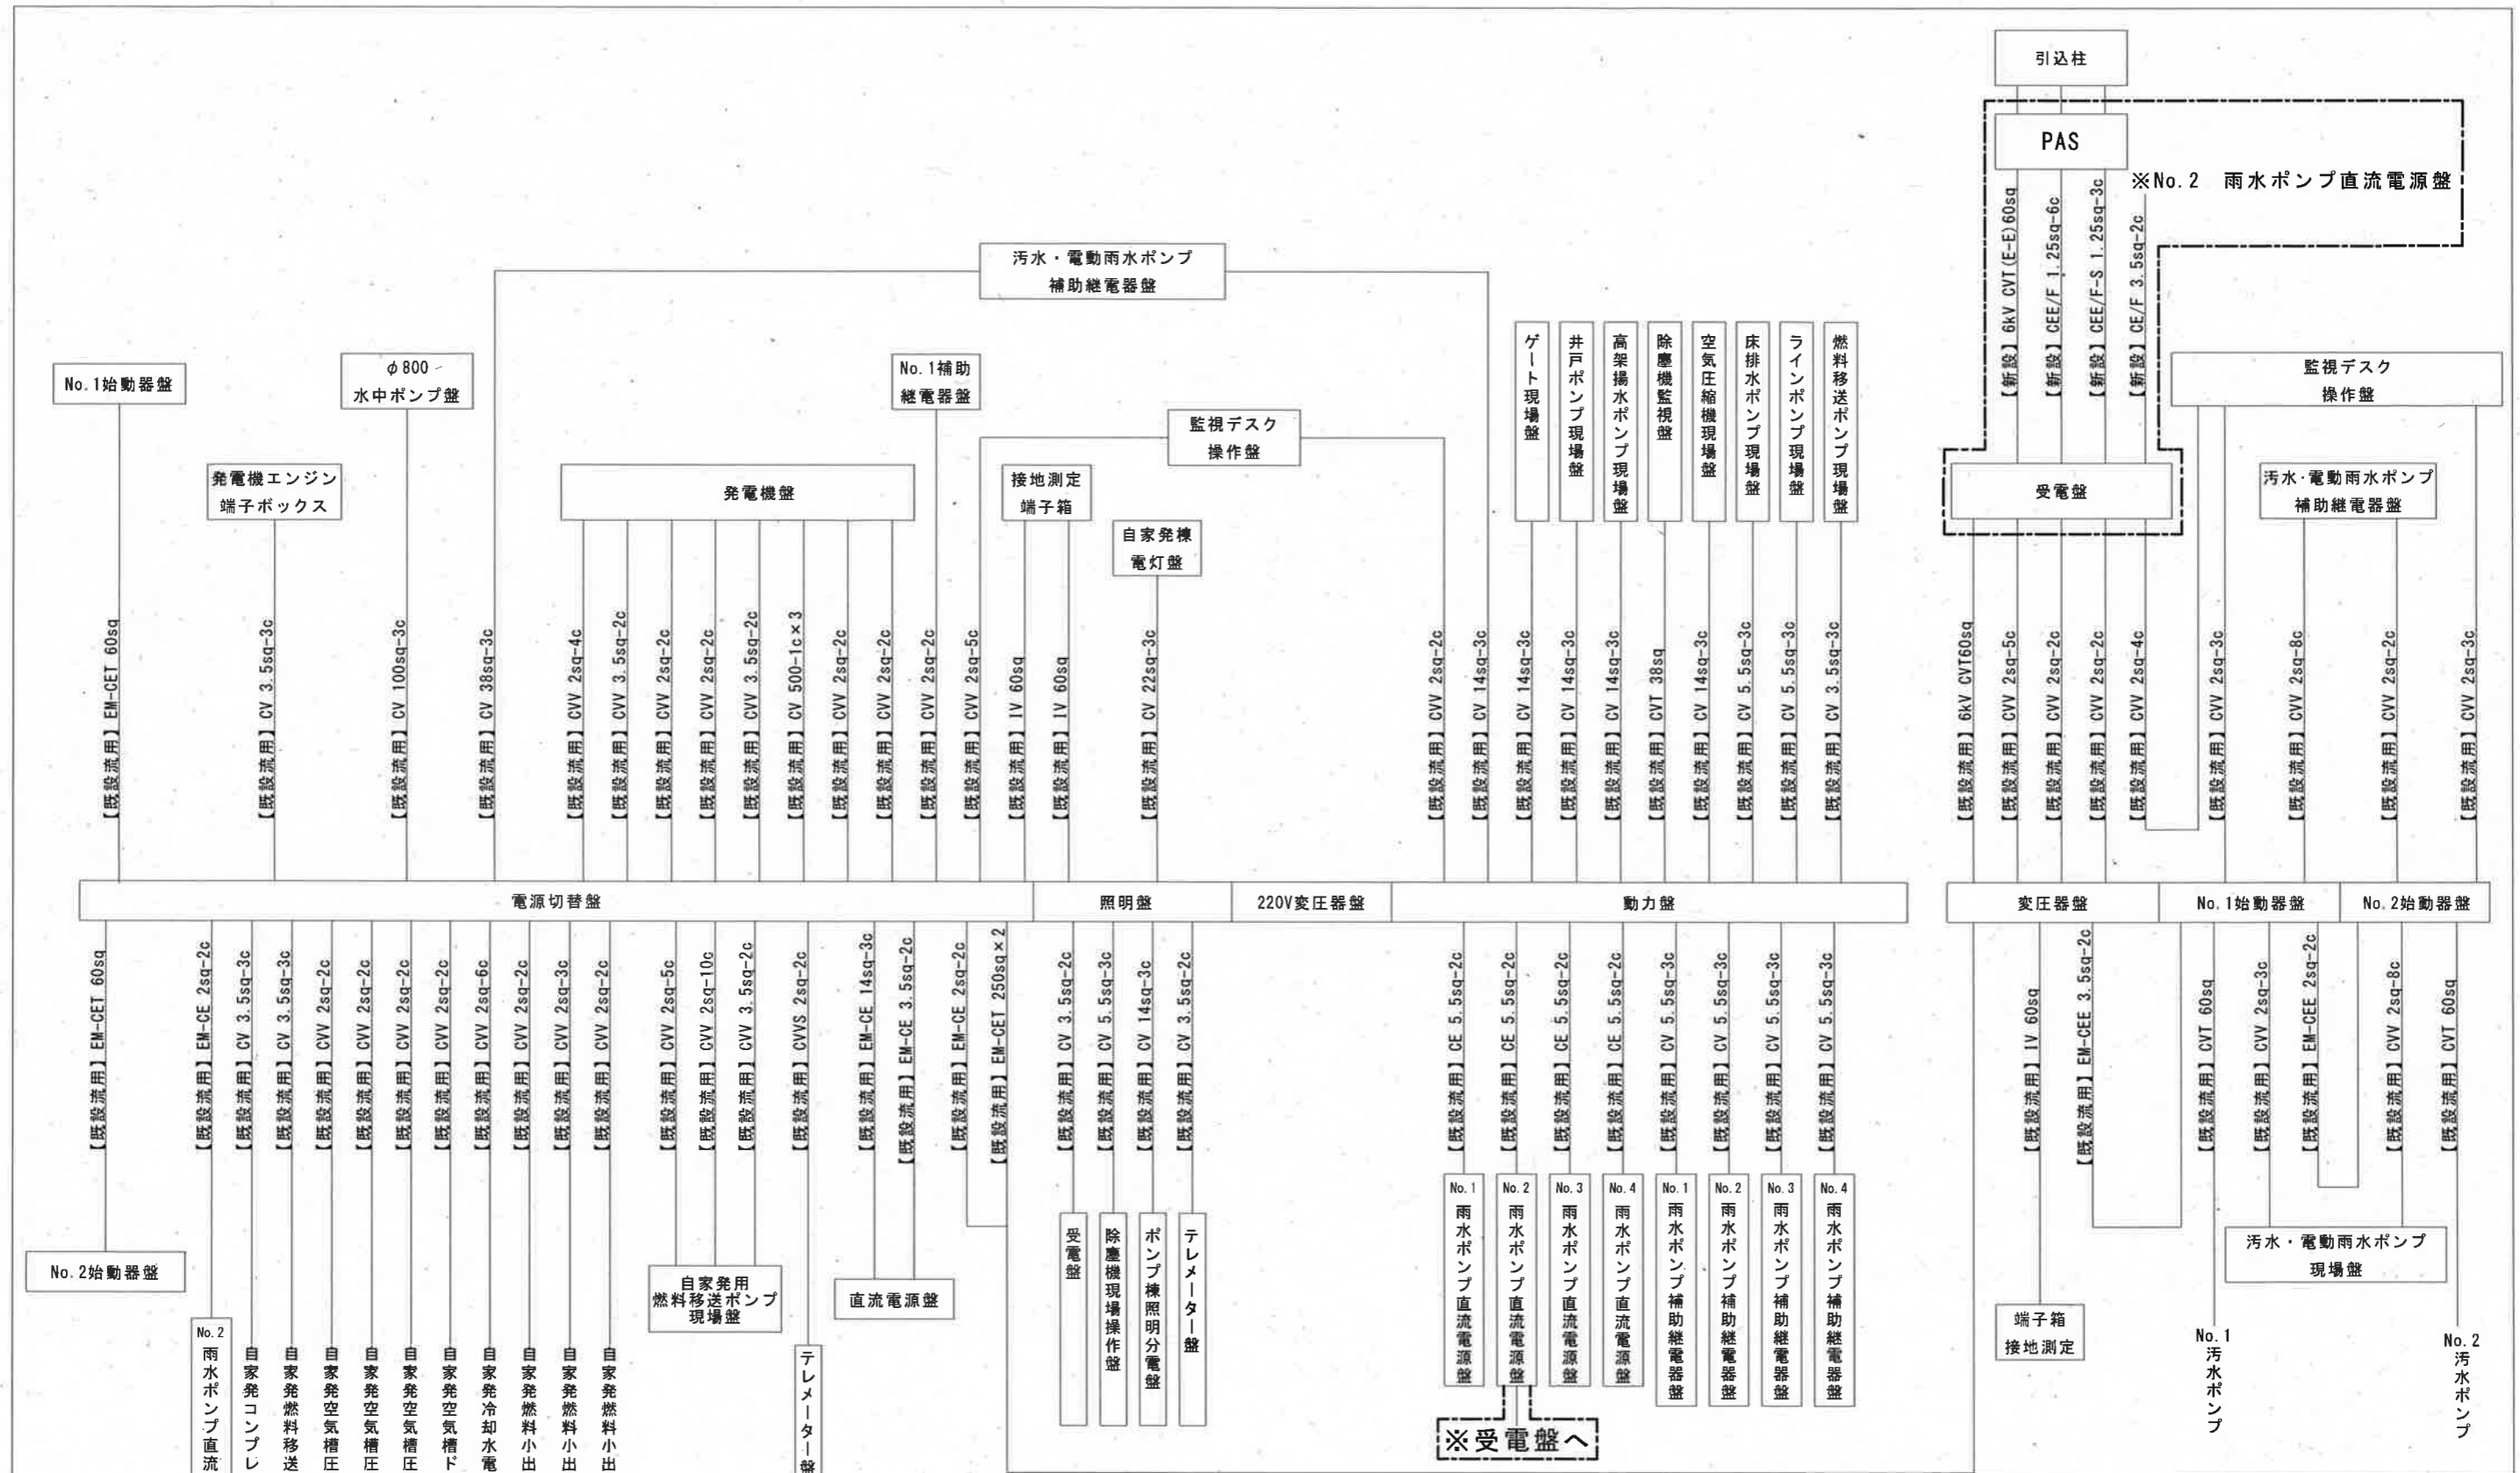 引込柱
PAS
※No.2 雨水ポンプ直流電源盤
【新設】6kV CVT(E-E)60sq
【新設】CEE/F 1.25sq-6c
【新設】CEE/F-S 1.25sq-3c
【新設】CE/F 3.5sq-2c
汚水・電動雨水ポンプ
補助継電器盤
No.1始動器盤
φ800
水中ポンプ盤
No.1補助
継電器盤
監視デスク
操作盤
発電機エンジン
端子ボックス
発電機盤
接地測定
端子箱
自家発棟
電灯盤
ゲート現場盤
井戸ポンプ現場盤
高架揚水ポンプ現場盤
除塵機監視盤
空気圧縮機現場盤
床排水ポンプ現場盤
ラインポンプ現場盤
燃料移送ポンプ現場盤
監視デスク
操作盤
受電盤
汚水・電動雨水ポンプ
補助継電器盤
【既設流用】EM-CET 60sq
【既設流用】CV 3.5sq-3c
【既設流用】CV 100sq-3c
【既設流用】CV 38sq-3c
【既設流用】CVV 2sq-4c
【既設流用】CV 3.5sq-2c
【既設流用】CVV 2sq-2c
【既設流用】CVV 2sq-2c
【既設流用】CV 3.5sq-2c
【既設流用】CV 500-1c×3
【既設流用】CVV 2sq-2c
【既設流用】CVV 2sq-2c
【既設流用】CVV 2sq-2c
【既設流用】CVV 2sq-5c
【既設流用】IV 60sq
【既設流用】IV 60sq
【既設流用】CV 22sq-3c
【既設流用】CVV 2sq-2c
【既設流用】CV 14sq-3c
【既設流用】CV 14sq-3c
【既設流用】CV 14sq-3c
【既設流用】CV 14sq-3c
【既設流用】CVT 38sq
【既設流用】CV 14sq-3c
【既設流用】CV 5.5sq-3c
【既設流用】CV 5.5sq-3c
【既設流用】CV 3.5sq-3c
【既設流用】6kV CVT60sq
【既設流用】CVV 2sq-5c
【既設流用】CVV 2sq-2c
【既設流用】CVV 2sq-2c
【既設流用】CVV 2sq-4c
【既設流用】CVV 2sq-3c
【既設流用】CVV 2sq-8c
【既設流用】CVV 2sq-2c
【既設流用】CVV 2sq-3c
電源切替盤
照明盤
220V変圧器盤
動力盤
変圧器盤
No.1始動器盤
No.2始動器盤
【既設流用】EM-CET 60sq
【既設流用】EM-CE 2sq-2c
【既設流用】CV 3.5sq-3c
【既設流用】CV 3.5sq-3c
【既設流用】CVV 2sq-2c
【既設流用】CVV 2sq-2c
【既設流用】CVV 2sq-2c
【既設流用】CVV 2sq-2c
【既設流用】CVV 2sq-6c
【既設流用】CVV 2sq-2c
【既設流用】CVV 2sq-3c
【既設流用】CVV 2sq-2c
【既設流用】CVV 2sq-5c
【既設流用】CVV 2sq-10c
【既設流用】CVV 3.5sq-2c
【既設流用】CVVS 2sq-2c
【既設流用】EM-CE 14sq-3c
【既設流用】EM-CE 3.5sq-2c
【既設流用】EM-CE 2sq-2c
【既設流用】EM-CET 250sq×2
【既設流用】CV 3.5sq-2c
【既設流用】CV 5.5sq-3c
【既設流用】CV 14sq-3c
【既設流用】CV 3.5sq-2c
【既設流用】CE 5.5sq-2c
【既設流用】CE 5.5sq-2c
【既設流用】CE 5.5sq-2c
【既設流用】CE 5.5sq-2c
【既設流用】CV 5.5sq-3c
【既設流用】CV 5.5sq-3c
【既設流用】CV 5.5sq-3c
【既設流用】CV 5.5sq-3c
【既設流用】IV 60sq
【既設流用】EM-CEE 3.5sq-2c
【既設流用】CVT 60sq
【既設流用】CVV 2sq-3c
【既設流用】EM-CEE 2sq-2c
【既設流用】CVV 2sq-8c
【既設流用】CVT 60sq
No.2始動器盤
No.2 雨水ポンプ直流
自家発コンプレ
自家発燃料移送
自家発空気槽圧
自家発空気槽圧
自家発空気槽圧
自家発空気槽ド
自家発冷却水電
自家発燃料小出
自家発燃料小出
自家発燃料小出
自家発用
燃料移送ポンプ
現場盤
テレメーター盤
直流電源盤
受電盤
除塵機現場操作盤
ポンプ棟照明分電盤
テレメーター盤
No.1 雨水ポンプ直流電源盤
No.2 雨水ポンプ直流電源盤
No.3 雨水ポンプ直流電源盤
No.4 雨水ポンプ直流電源盤
No.1 雨水ポンプ補助継電器盤
No.2 雨水ポンプ補助継電器盤
No.3 雨水ポンプ補助継電器盤
No.4 雨水ポンプ補助継電器盤
※受電盤へ
端子箱
接地測定
No.1 汚水ポンプ
汚水・電動雨水ポンプ
現場盤
No.2 汚水ポンプ